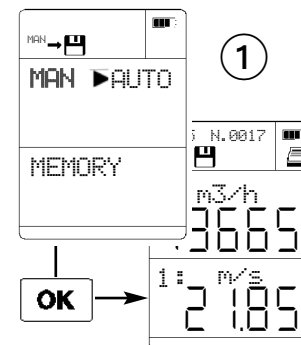 MAN
MAN ▶AUTO
MEMORY
OK
1
N.0017
m3/h
3665
1: m/s
21.85